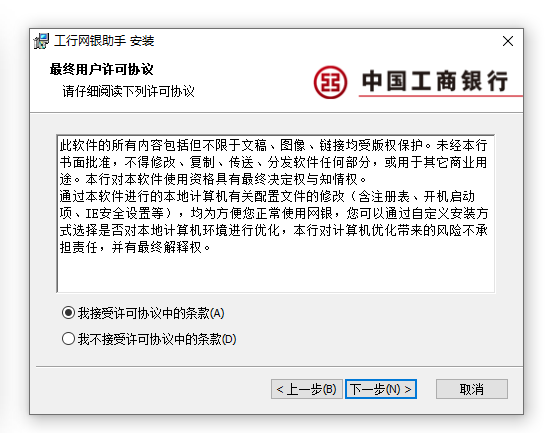 工行网银助手 安装
最终用户许可协议
请仔细阅读下列许可协议
中国工商银行
此软件的所有内容包括但不限于文稿、图像、链接均受版权保护。未经本行
书面批准，不得修改、复制、传送、分发软件任何部分，或用于其它商业用
途。本行对本软件使用资格具有最终决定权与知情权。
通过本软件进行的本地计算机有关配置文件的修改（含注册表、开机启动
项、IE安全设置等），均为方便您正常使用网银，您可以通过自定义安装方
式选择是否对本地计算机环境进行优化，本行对计算机优化带来的风险不承
担责任，并有最终解释权。
我接受许可协议中的条款(A)
我不接受许可协议中的条款(D)
< 上一步(B)
下一步(N) >
取消